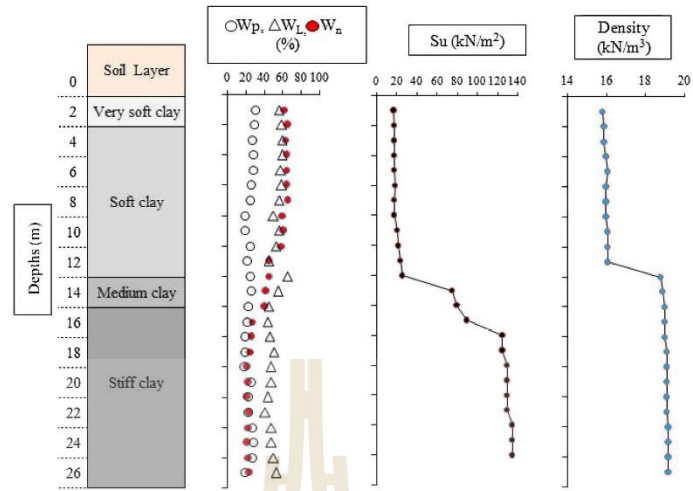 ○Wp, △W_L, ●W_n
(%)
Su (kN/m²)
Density
(kN/m³)
0 20 40 60 80 100
0 20 40 60 80 100 120 140
14 16 18 20
Depths (m)
0
2
4
6
8
10
12
14
16
18
20
22
24
26
Soil Layer
Very soft clay
Soft clay
Medium clay
Stiff clay